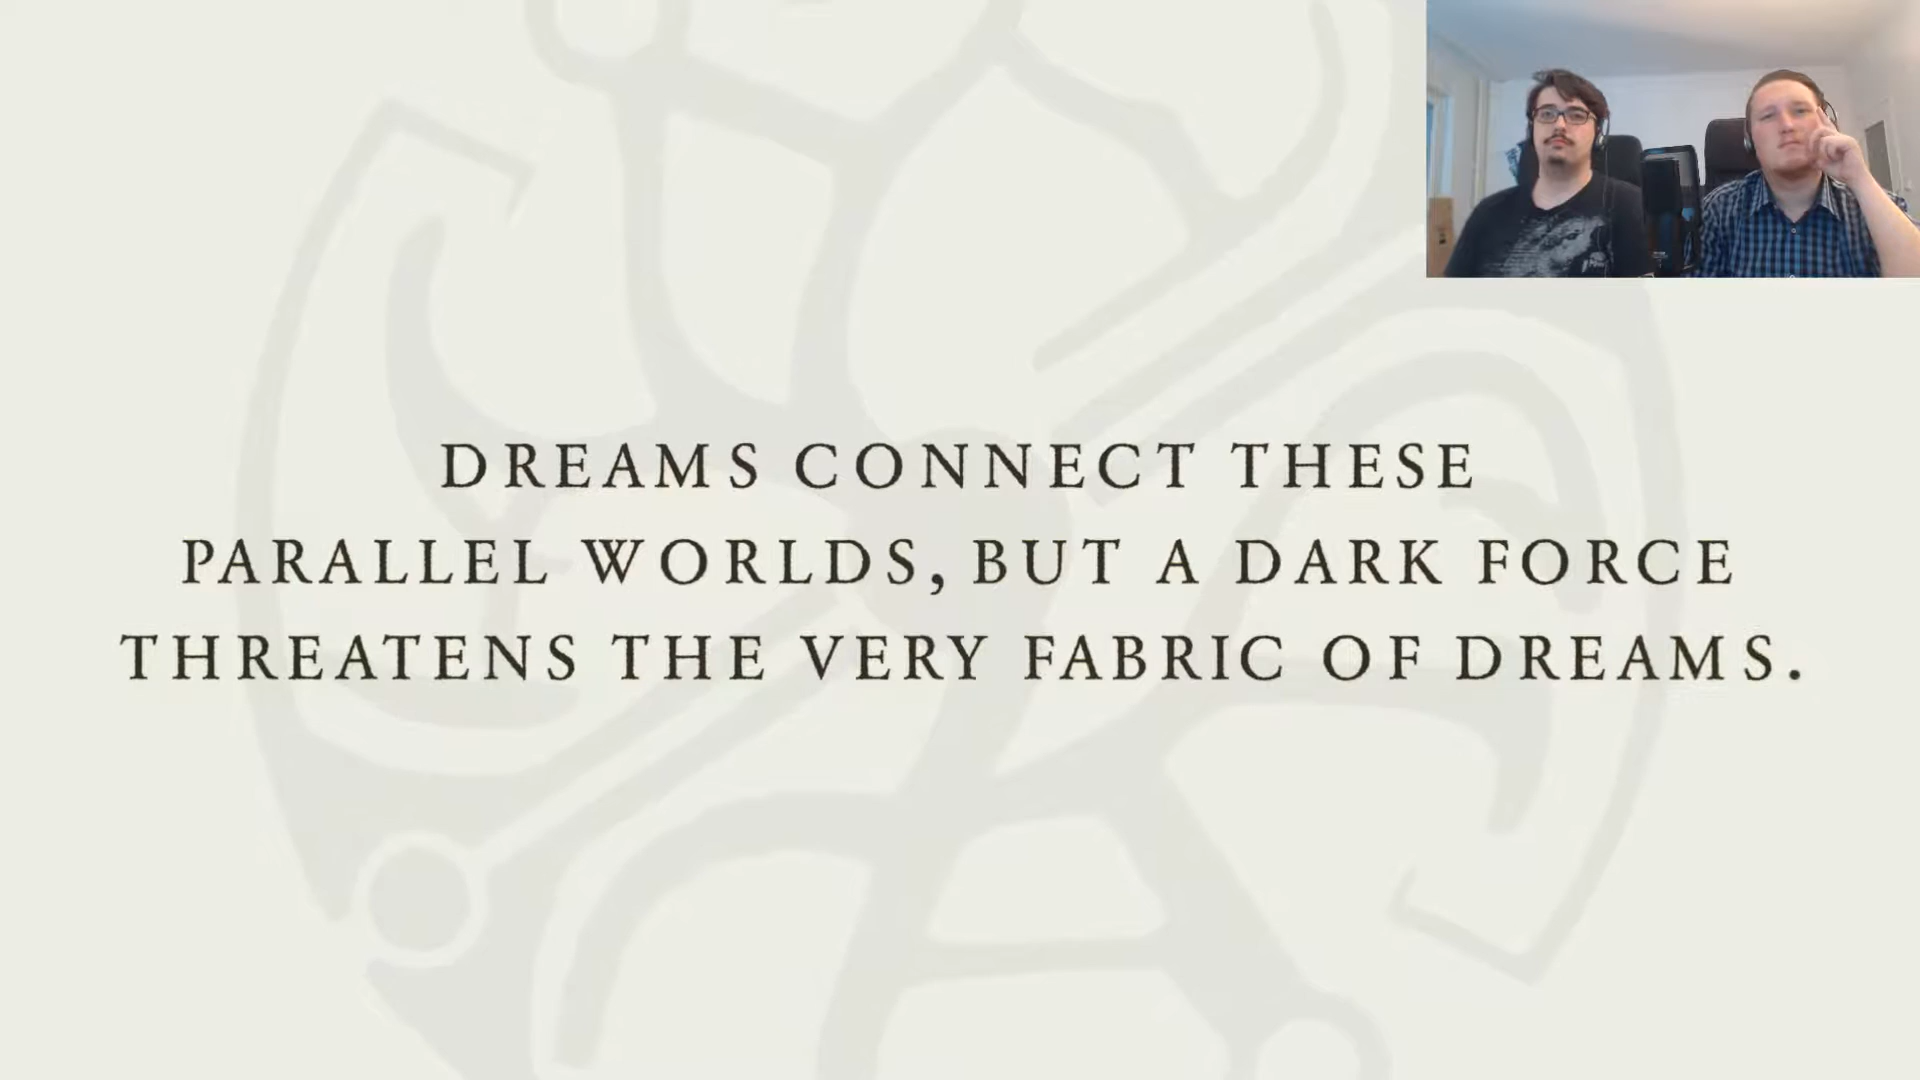 DREAMS CONNECT THESE
PARALLEL WORLDS, BUT A DARK FORCE
THREATENS THE VERY FABRIC OF DREAMS.